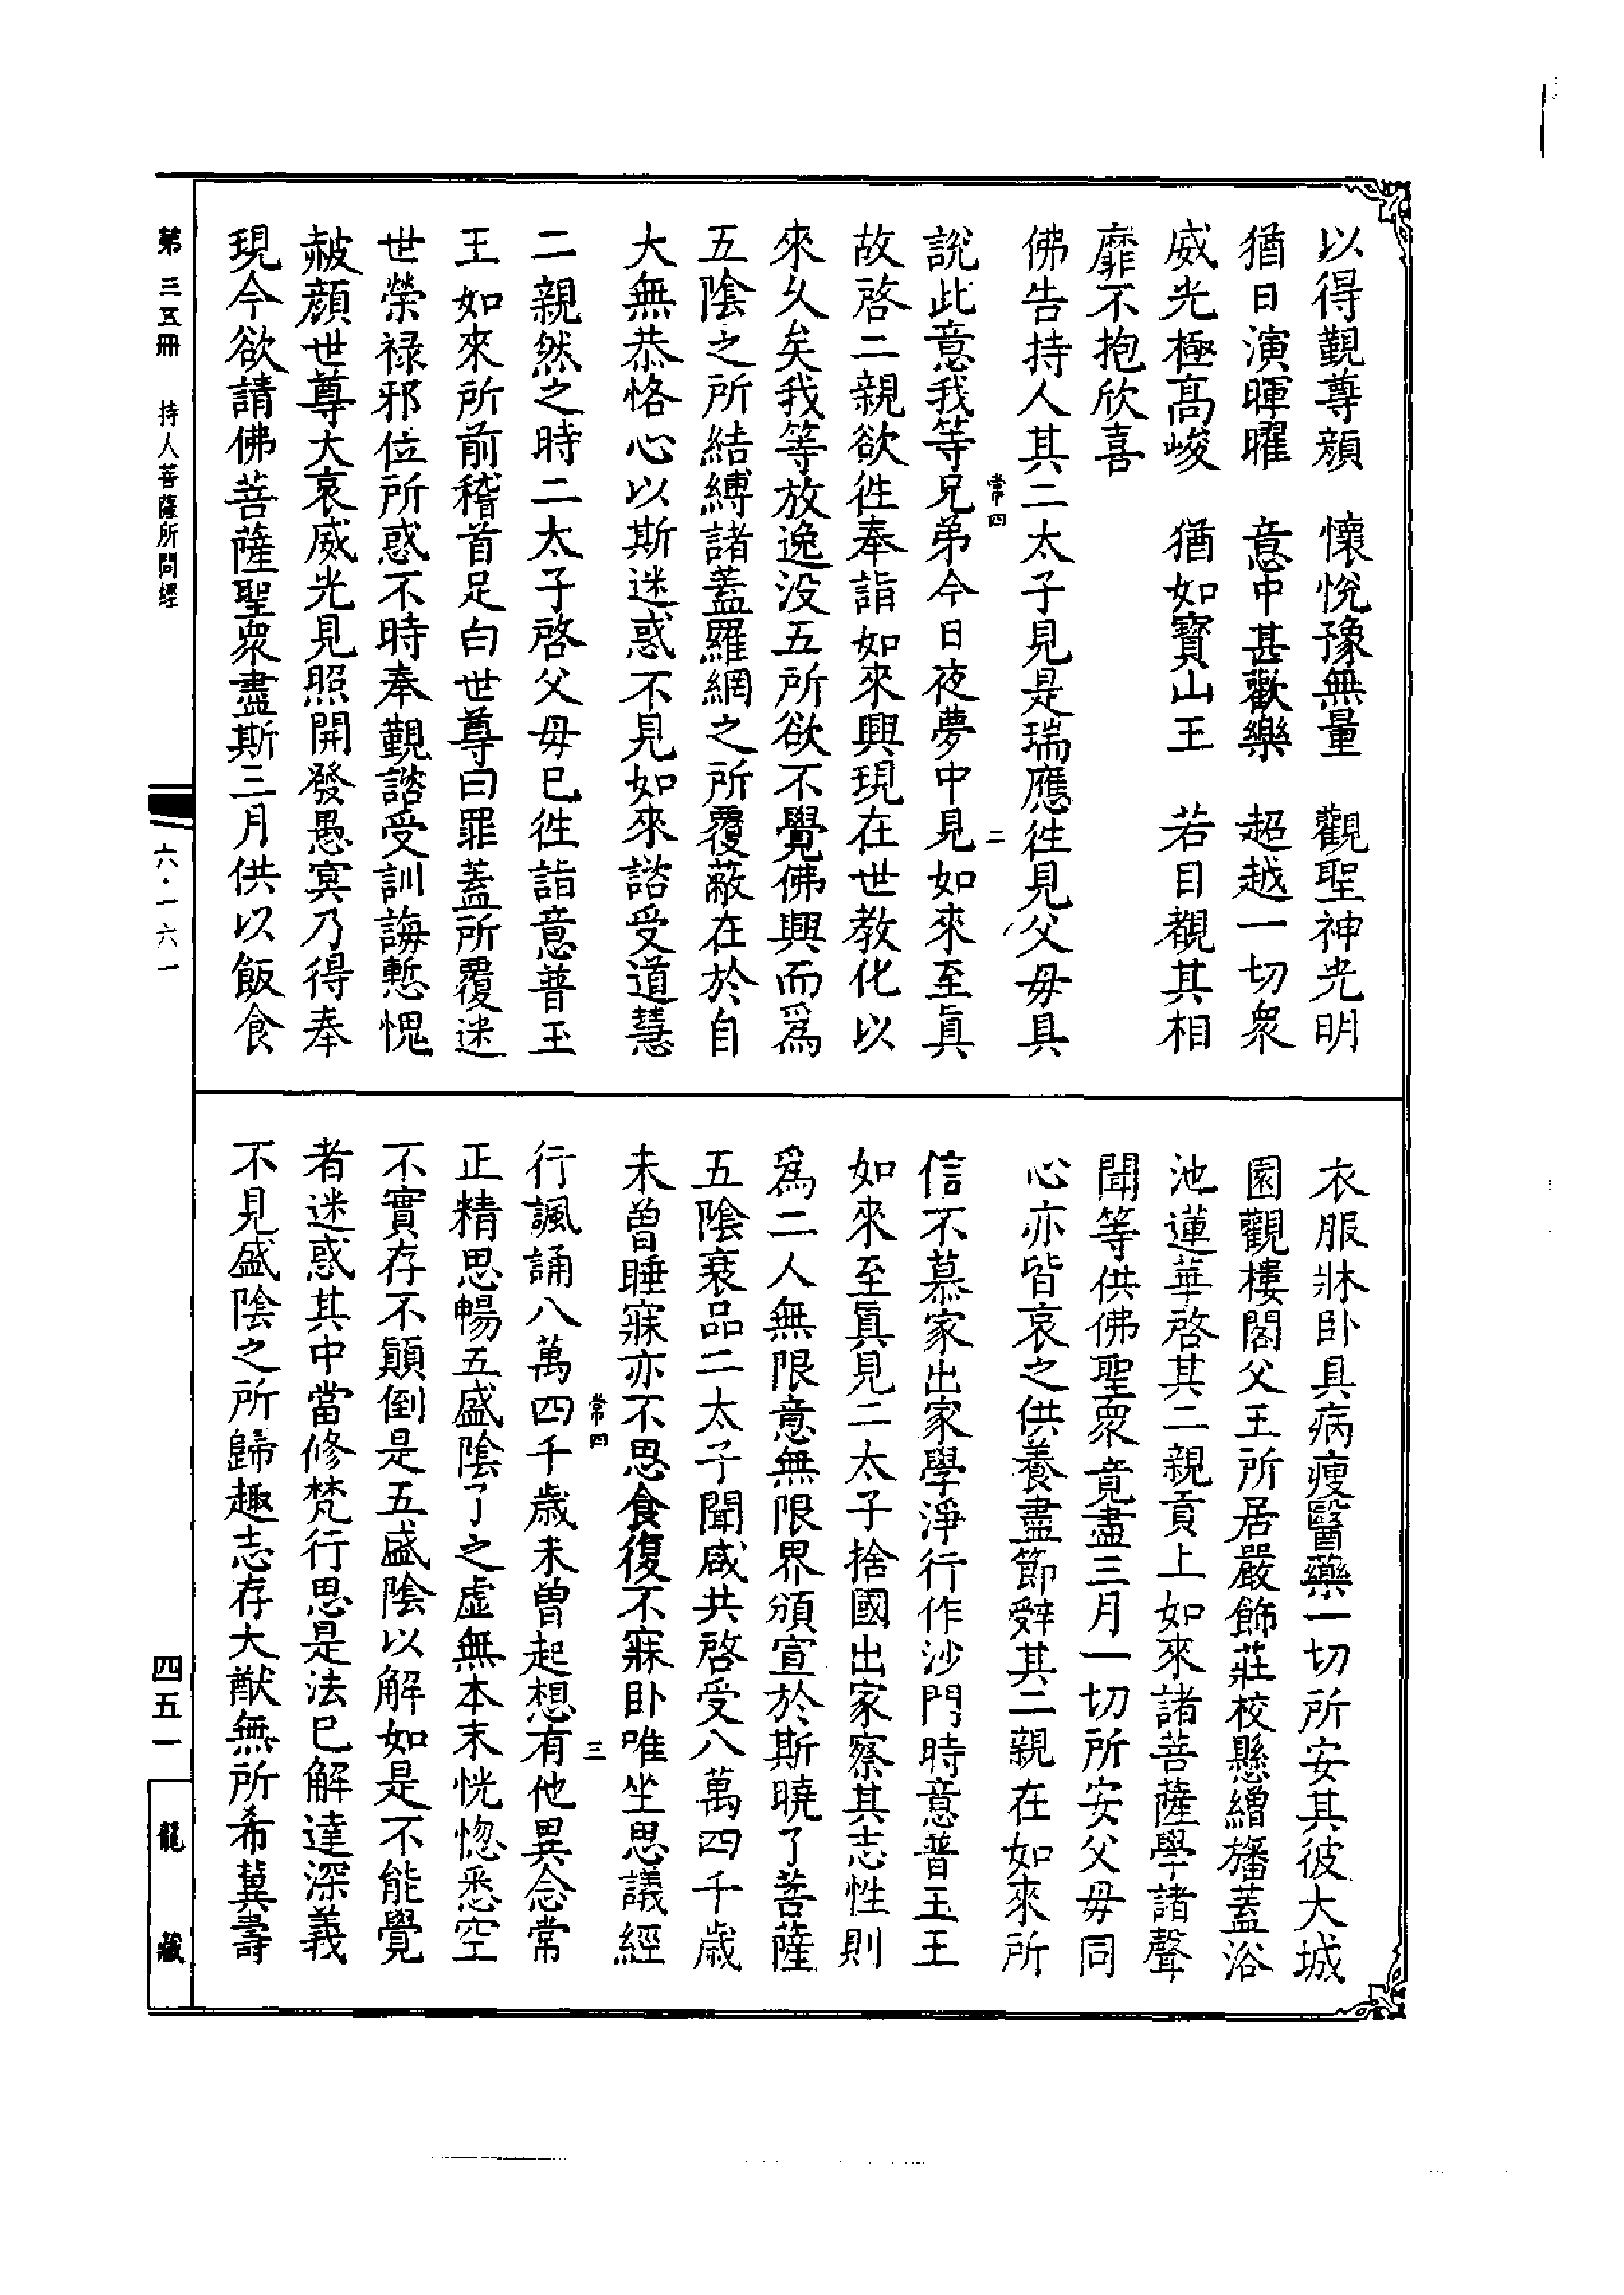 以得覲尊顏　懷悅豫無量　觀聖神光明
猶日演暉曜　意中甚歡樂　超越一切衆
威光極高峻　猶如寶山王　若目覩其相
靡不抱欣喜
佛告持人其二太子見是瑞應徃見父母具
常四
二
說此意我等兄弟今日夜夢中見如來至眞
故啓二親欲徃奉詣如來興現在世教化以
來久矣我等放逸没五所欲不覺佛興而爲
五陰之所結縛諸蓋羅網之所覆蔽在於自
大無恭恪心以斯迷惑不見如來諮受道慧
二親然之時二太子啓父母已徃詣意普玉
王如來所前稽首足白世尊曰罪蓋所覆迷
世榮禄邪位所惑不時奉覲諮受訓誨慙愧
赧顔世尊大哀威光見照開發愚冥乃得奉
現今欲請佛菩薩聖衆盡斯三月供以飯食
衣服牀卧具病瘦醫藥一切所安其彼大城
園觀樓閣父王所居嚴飾莊校懸繒旛蓋浴
池蓮華啓其二親貢上如來諸菩薩學諸聲
聞等供佛聖衆竟盡三月一切所安父母同
心亦皆哀之供養盡節辤其二親在如來所
信不慕家出家學淨行作沙門時意普玉王
如來至眞見二太子捨國出家察其志性則
爲二人無限意無限界頒宣於斯曉了菩薩
五陰衰品二太子聞咸共啓受八萬四千歳
未曾睡寐亦不思食復不寐卧唯坐思議經
常四
三
行諷誦八萬四千歳未曾起想有他異念常
正精思暢五盛陰了之虛無本末恍惚悉空
不實存不顚倒是五盛陰以解如是不能覺
者迷惑其中當修梵行思是法已解達深義
不見盛陰之所歸趣志存大猷無所希冀壽
第三五冊　持人菩薩所問經
六·一六一
四五一
龍藏